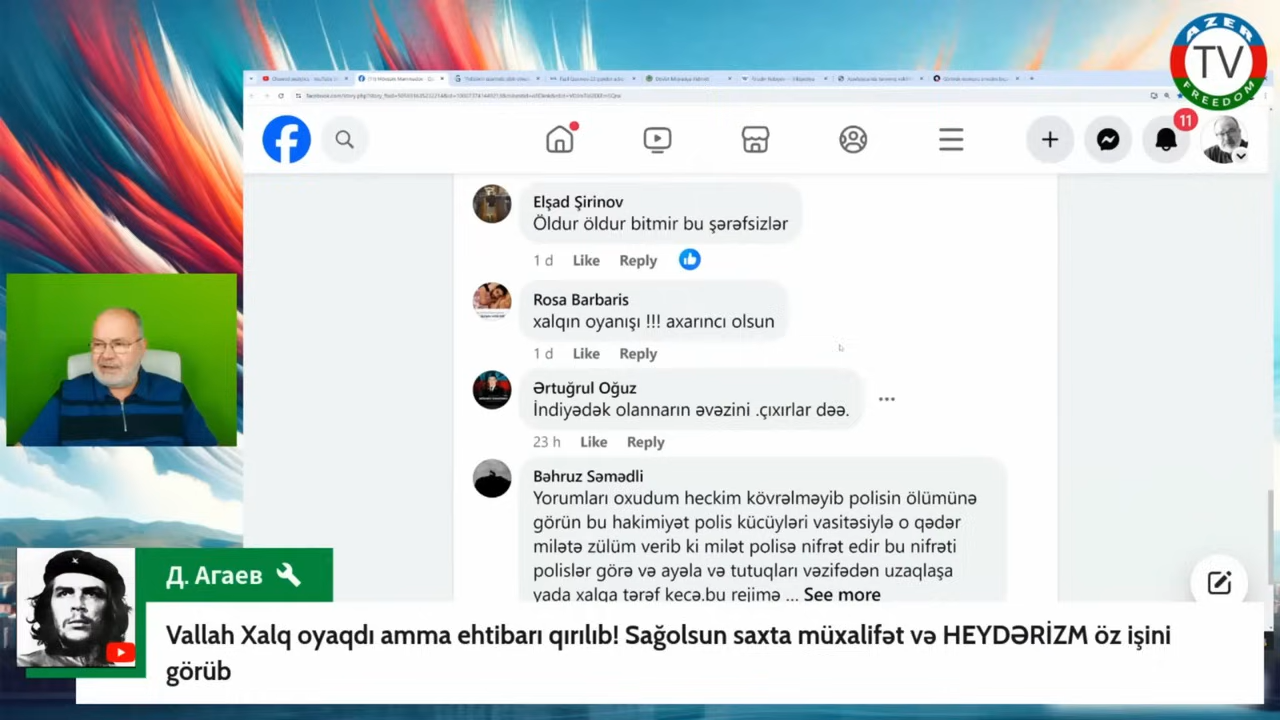 AZER
TV
FREEDOM
11
Elşad Şirinov
Öldur öldur bitmir bu şərəfsizlər
1 d Like Reply
Rosa Barbaris
xalqın oyanışı !!! axarıncı olsun
1 d Like Reply
Ərtuğrul Oğuz
İndiyədək olannarın əvəzini .çıxırlar dəə.
23 h Like Reply
Bəhruz Səmədli
Yorumları oxudum heckim kövrəlməyib polisin ölümünə
görün bu hakimiyət polis kücüyləri vasitəsiylə o qədər
milətə zülüm verib ki milət polisə nifrət edir bu nifrəti
polislər görə və ayələ və tutuqları vəzifədən uzaqlaşa
yada xalqa tərəf kecə.bu rejimə ... See more
Д. Агаев
Vallah Xalq oyaqdı amma ehtibarı qırılıb! Sağolsun saxta müxalifət və HEYDƏRİZM öz işini
görüb